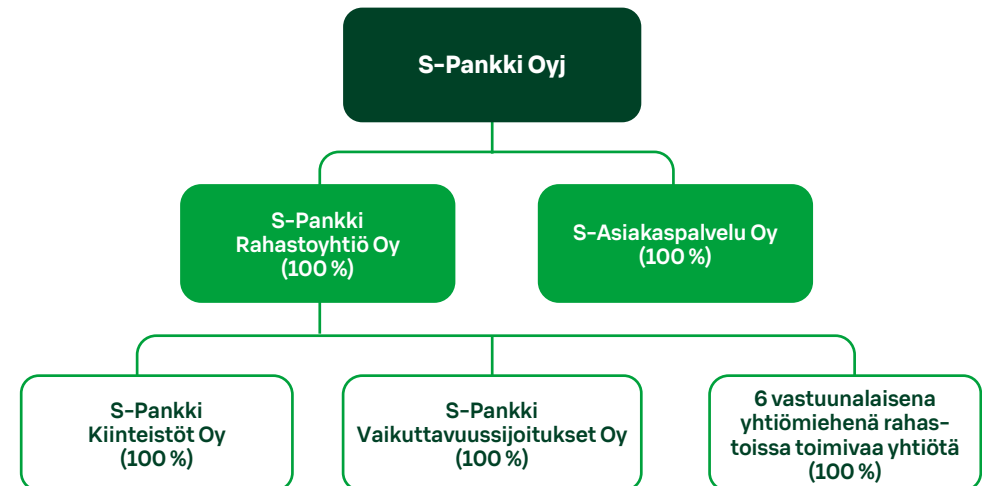 S-Pankki Oyj
S-Pankki
Rahastoyhtiö Oy
(100 %)
S-Asiakaspalvelu Oy
(100 %)
S-Pankki
Kiinteistöt Oy
(100 %)
S-Pankki
Vaikuttavuussijoitukset Oy
(100 %)
6 vastuunalaisena
yhtiömiehenä rahas-
toissa toimivaa yhtiötä
(100 %)